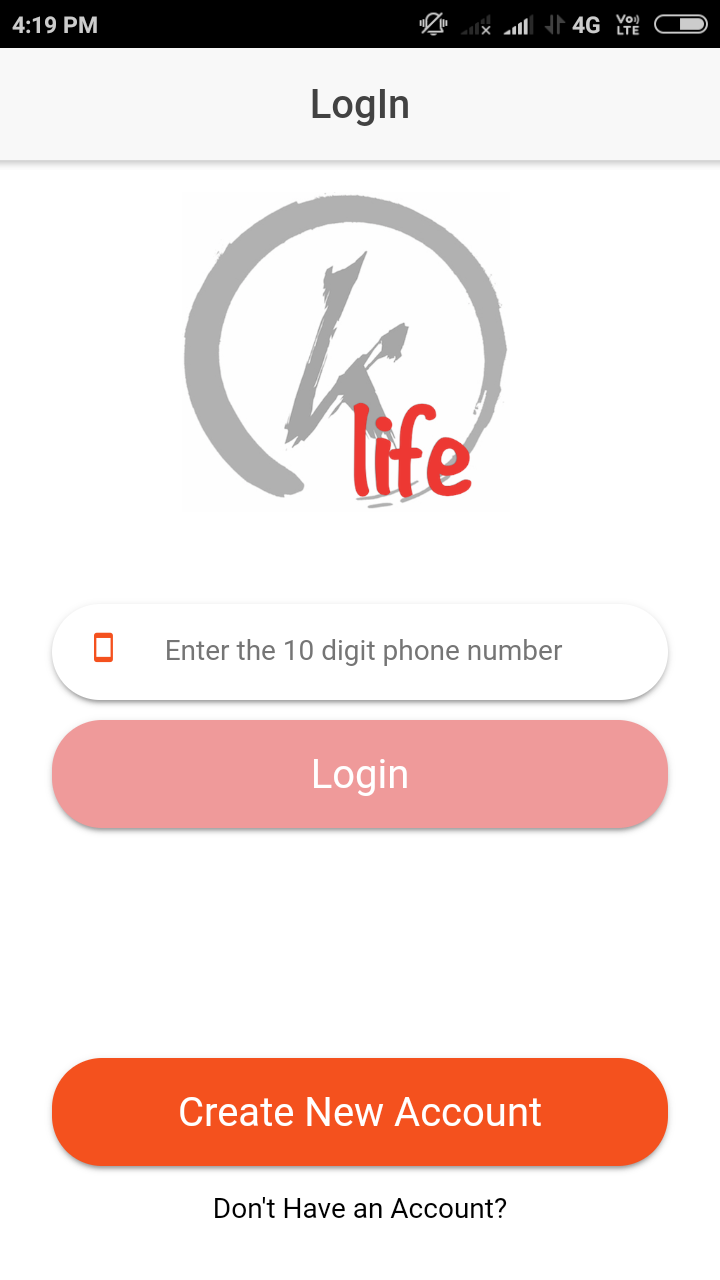 4:19 PM 4G Vo) LTE
LogIn
k
life
Enter the 10 digit phone number
Login
Create New Account
Don't Have an Account?